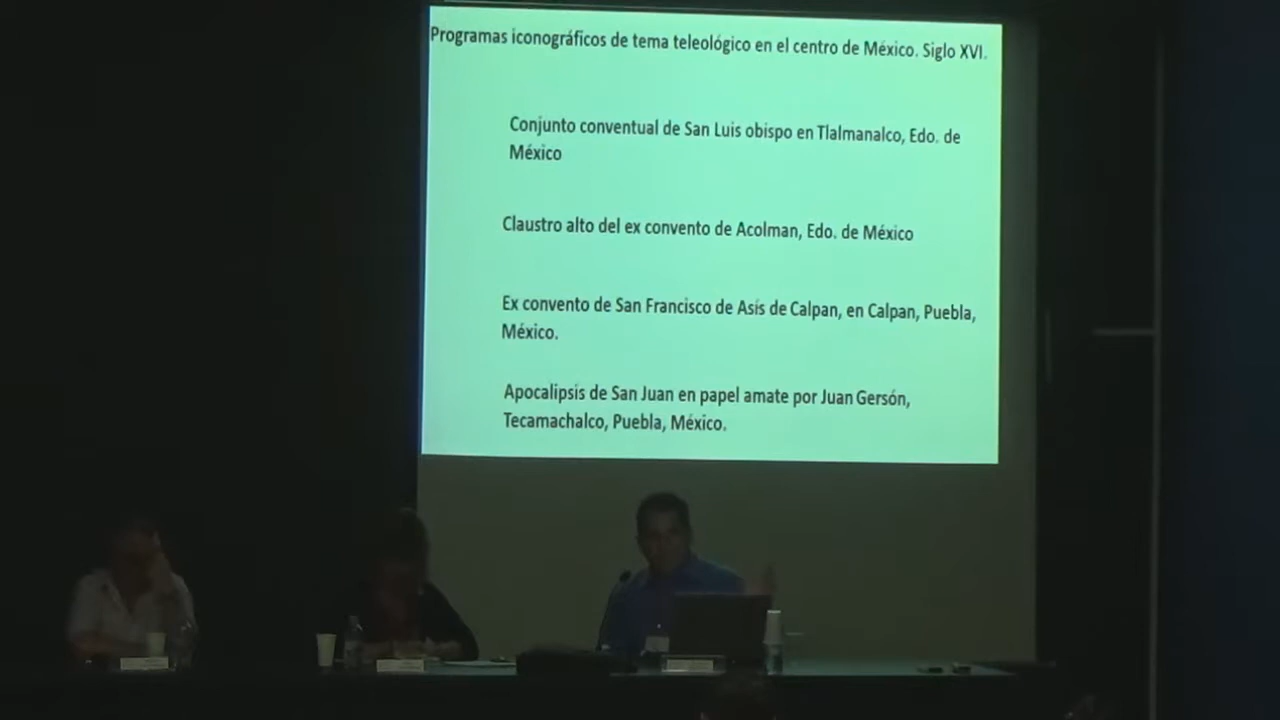 Programas iconográficos de tema teleológico en el centro de México. Siglo XVI.
Conjunto conventual de San Luis obispo en Tlalmanalco, Edo. de
México
Claustro alto del ex convento de Acolman, Edo. de México
Ex convento de San Francisco de Asís de Calpan, en Calpan, Puebla,
México.
Apocalipsis de San Juan en papel amate por Juan Gersón,
Tecamachalco, Puebla, México.